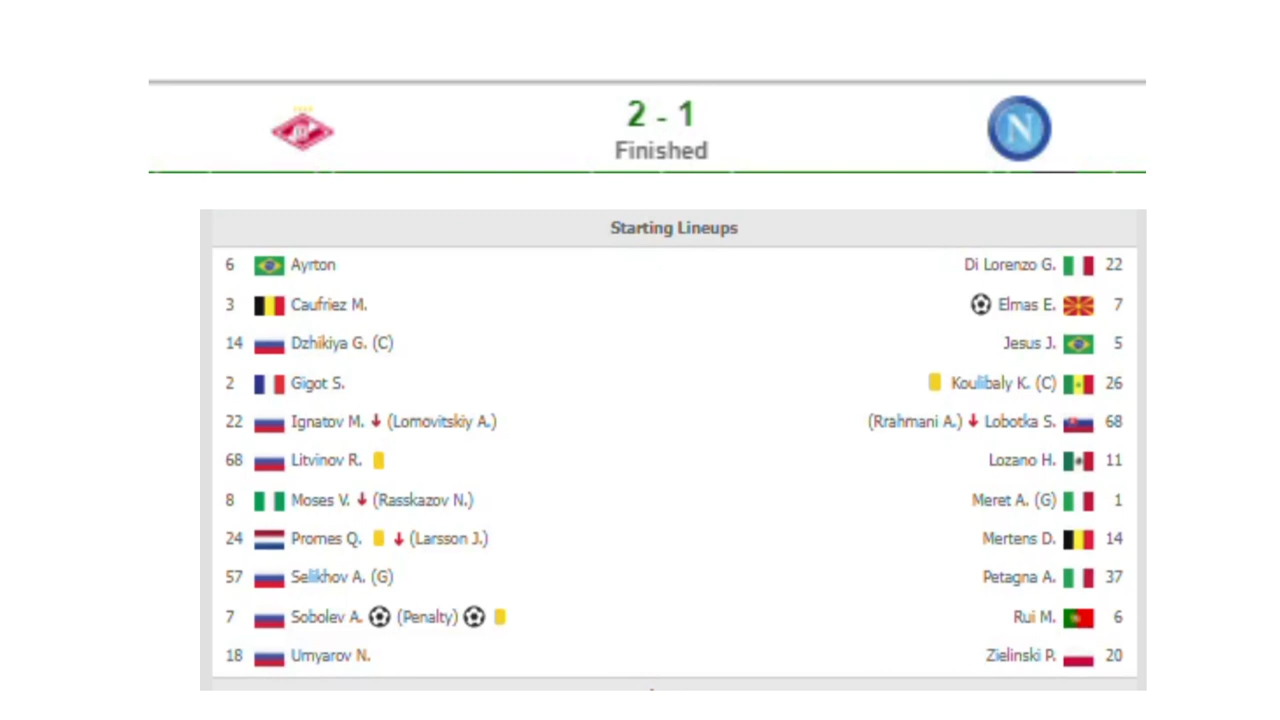 2 - 1
Finished
N
Starting Lineups
6 Ayrton Di Lorenzo G. 22
3 Caufriez M. Elmas E. 7
14 Dzhikiya G. (C) Jesus J. 5
2 Gigot S. Koulibaly K. (C) 26
22 Ignatov M. (Lomovitskiy A.) (Rrahmani A.) Lobotka S. 68
68 Litvinov R. Lozano H. 11
8 Moses V. (Rasskazov N.) Meret A. (G) 1
24 Promes Q. (Larsson J.) Mertens D. 14
57 Selikhov A. (G) Petagna A. 37
7 Sobolev A. (Penalty) Rui M. 6
18 Umyarov N. Zielinski P. 20